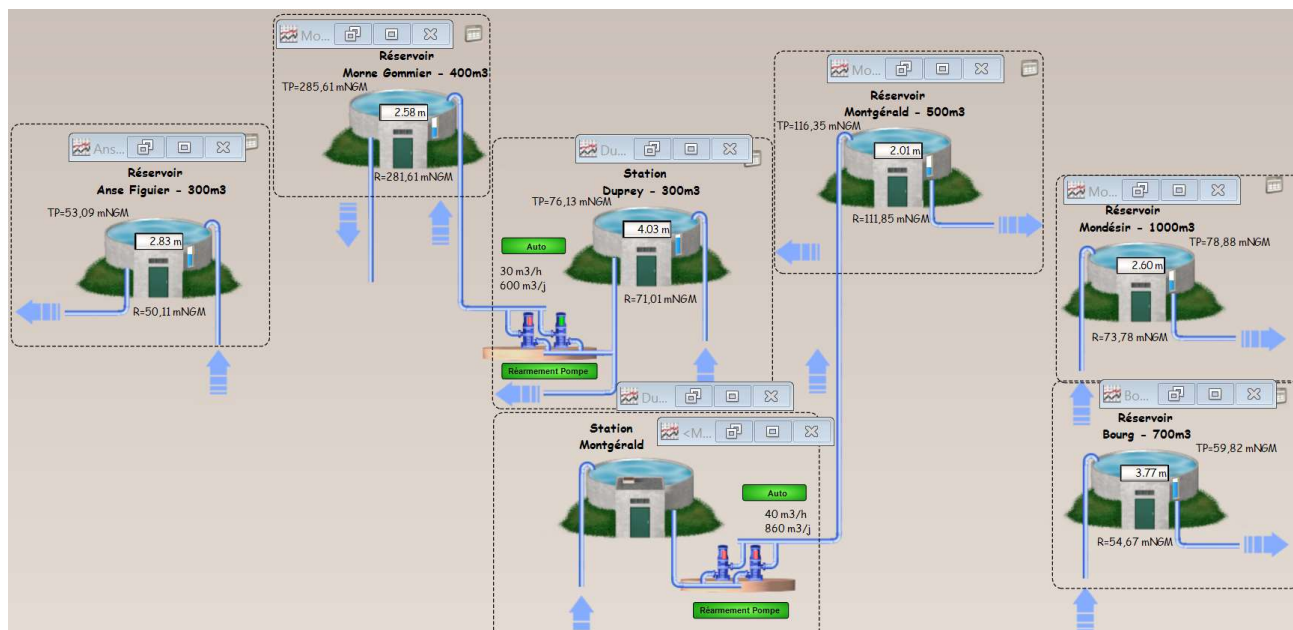 Mo...
Réservoir
Morne Gommier - 400m3
TP=285,61 mNGM
2.58 m
R=281,61 mNGM
Ans...
Réservoir
Anse Figuier - 300m3
TP=53,09 mNGM
2.83 m
R=50,11 mNGM
Du...
Station
Duprey - 300m3
TP=76,13 mNGM
4.03 m
Auto
30 m3/h
600 m3/j
R=71,01 mNGM
Réarmement Pompe
Du...
Mo...
Réservoir
Montgérald - 500m3
TP=116,35 mNGM
2.01 m
R=111,85 mNGM
Mo...
Réservoir
Mondésir - 1000m3
TP=78,88 mNGM
2.60 m
R=73,78 mNGM
Station
Montgérald
<M...
Auto
40 m3/h
860 m3/j
Réarmement Pompe
Bo...
Réservoir
Bourg - 700m3
TP=59,82 mNGM
3.77 m
R=54,67 mNGM